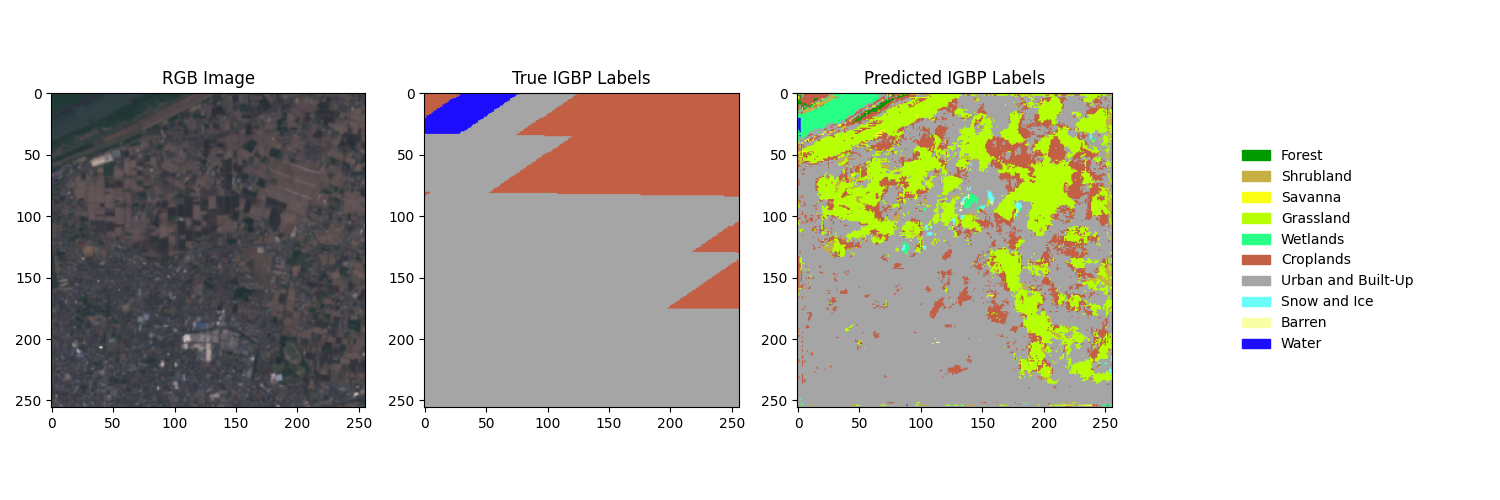 RGB Image
True IGBP Labels
Predicted IGBP Labels
0
50
100
150
200
250
0 50 100 150 200 250
0
50
100
150
200
250
0 50 100 150 200 250
0
50
100
150
200
250
0 50 100 150 200 250
Forest
Shrubland
Savanna
Grassland
Wetlands
Croplands
Urban and Built-Up
Snow and Ice
Barren
Water